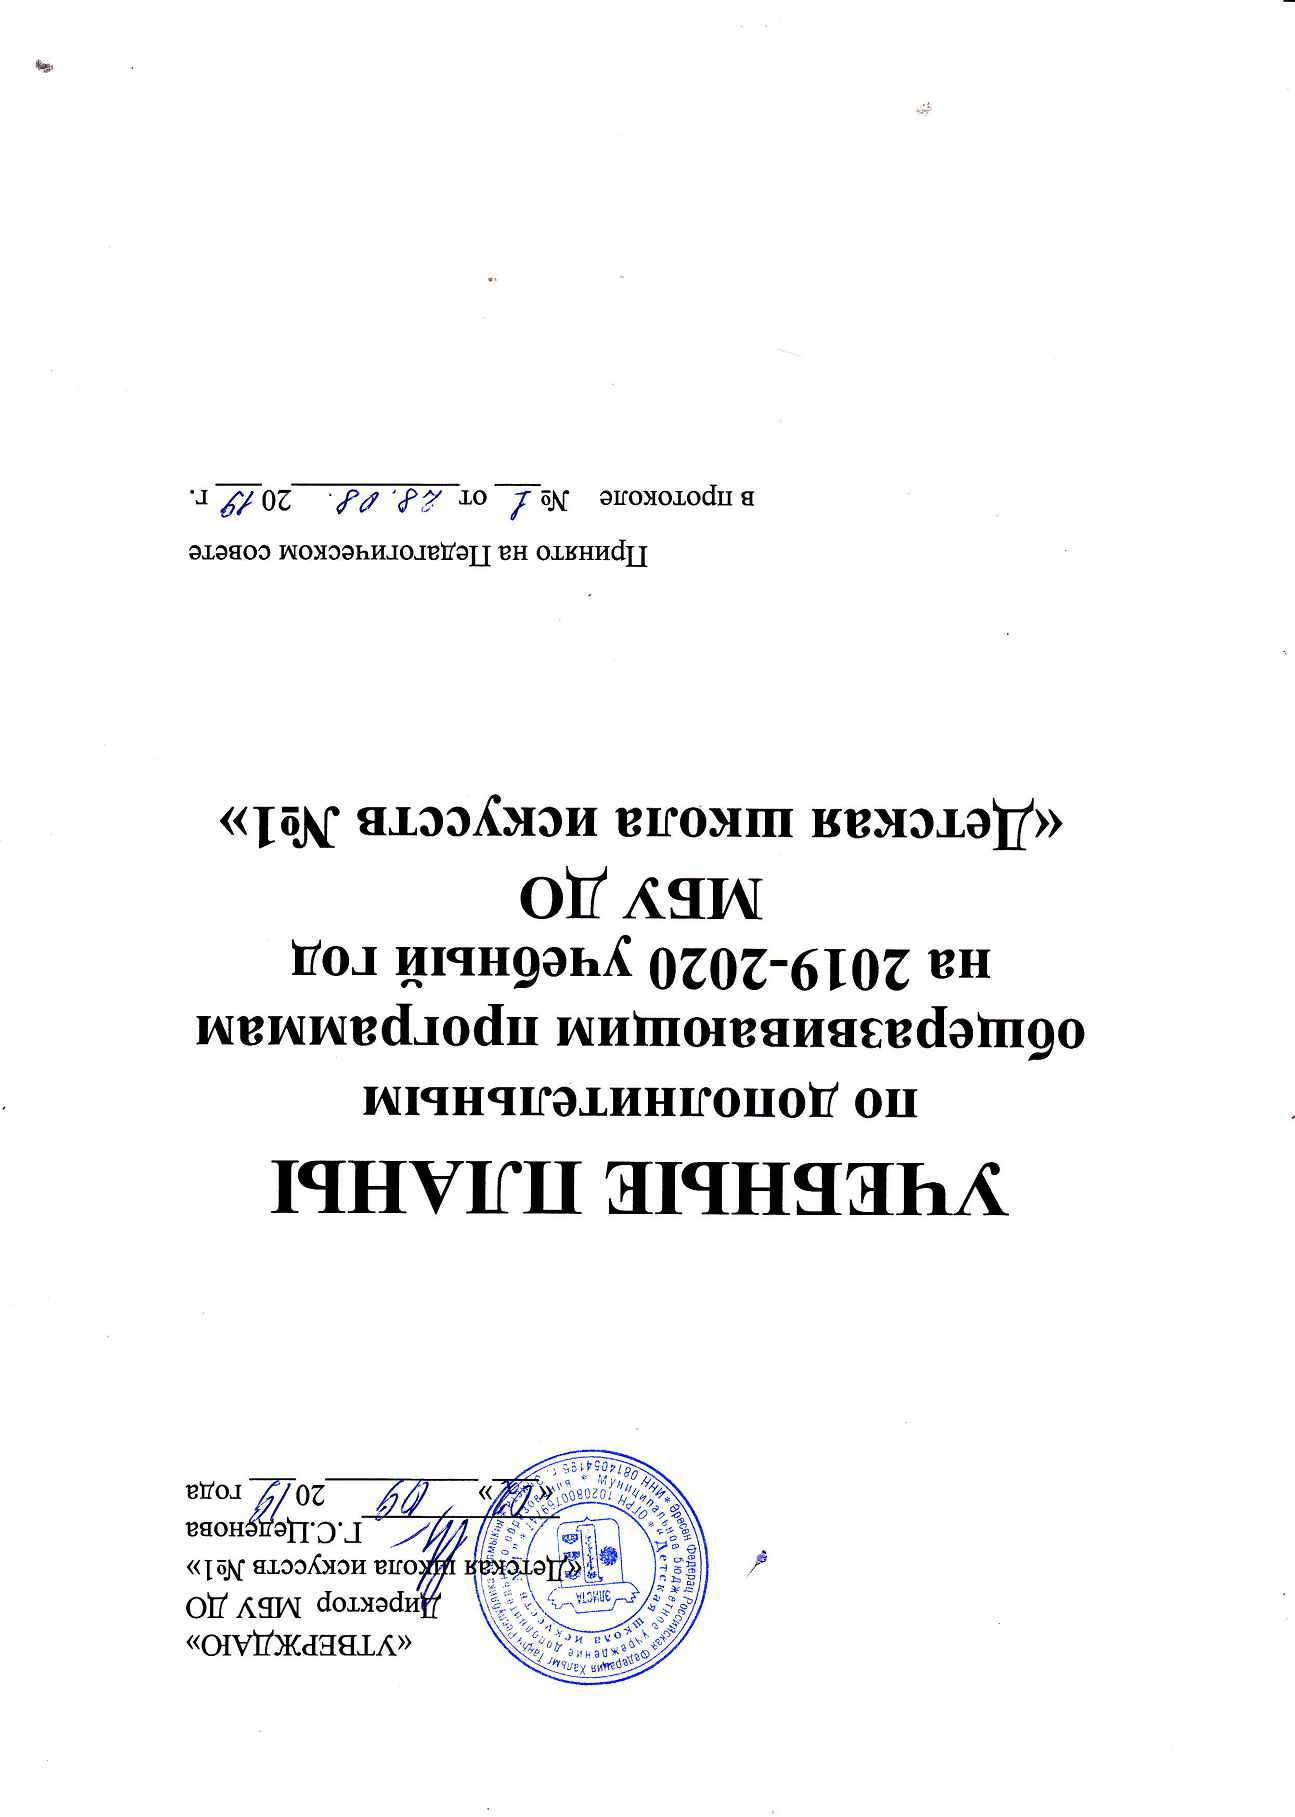 «УТВЕРЖДАЮ»
Директор МБУ ДО
«Детская школа искусств №1»
Г.С.Цеденова
« » 09 2019 года
ЭЛИСТА
УЧЕБНЫЕ ПЛАНЫ
по дополнительным
общеразвивающим программам
на 2019-2020 учебный год
МБУ ДО
«Детская школа искусств №1»
Принято на Педагогическом совете
в протоколе № 1 от 28.08. 2019 г.